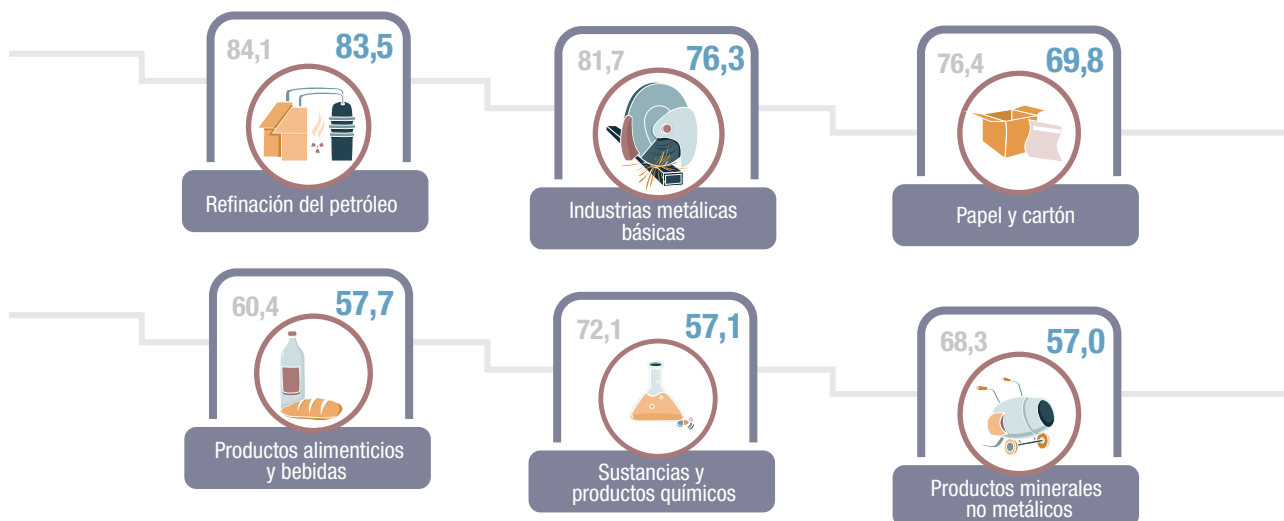 84,1 83,5
Refinación del petróleo
81,7 76,3
Industrias metálicas
básicas
76,4 69,8
Papel y cartón
60,4 57,7
Productos alimenticios
y bebidas
72,1 57,1
Sustancias y
productos químicos
68,3 57,0
Productos minerales
no metálicos